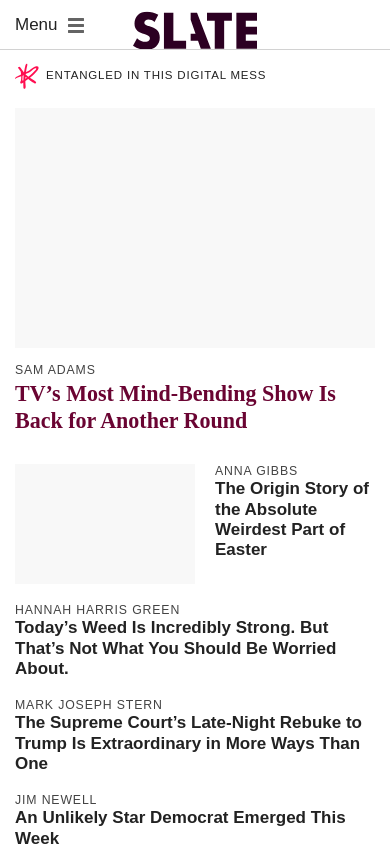 Menu
SLATE
ENTANGLED IN THIS DIGITAL MESS
SAM ADAMS
TV’s Most Mind-Bending Show Is
Back for Another Round
ANNA GIBBS
The Origin Story of
the Absolute
Weirdest Part of
Easter
HANNAH HARRIS GREEN
Today’s Weed Is Incredibly Strong. But
That’s Not What You Should Be Worried
About.
MARK JOSEPH STERN
The Supreme Court’s Late-Night Rebuke to
Trump Is Extraordinary in More Ways Than
One
JIM NEWELL
An Unlikely Star Democrat Emerged This
Week